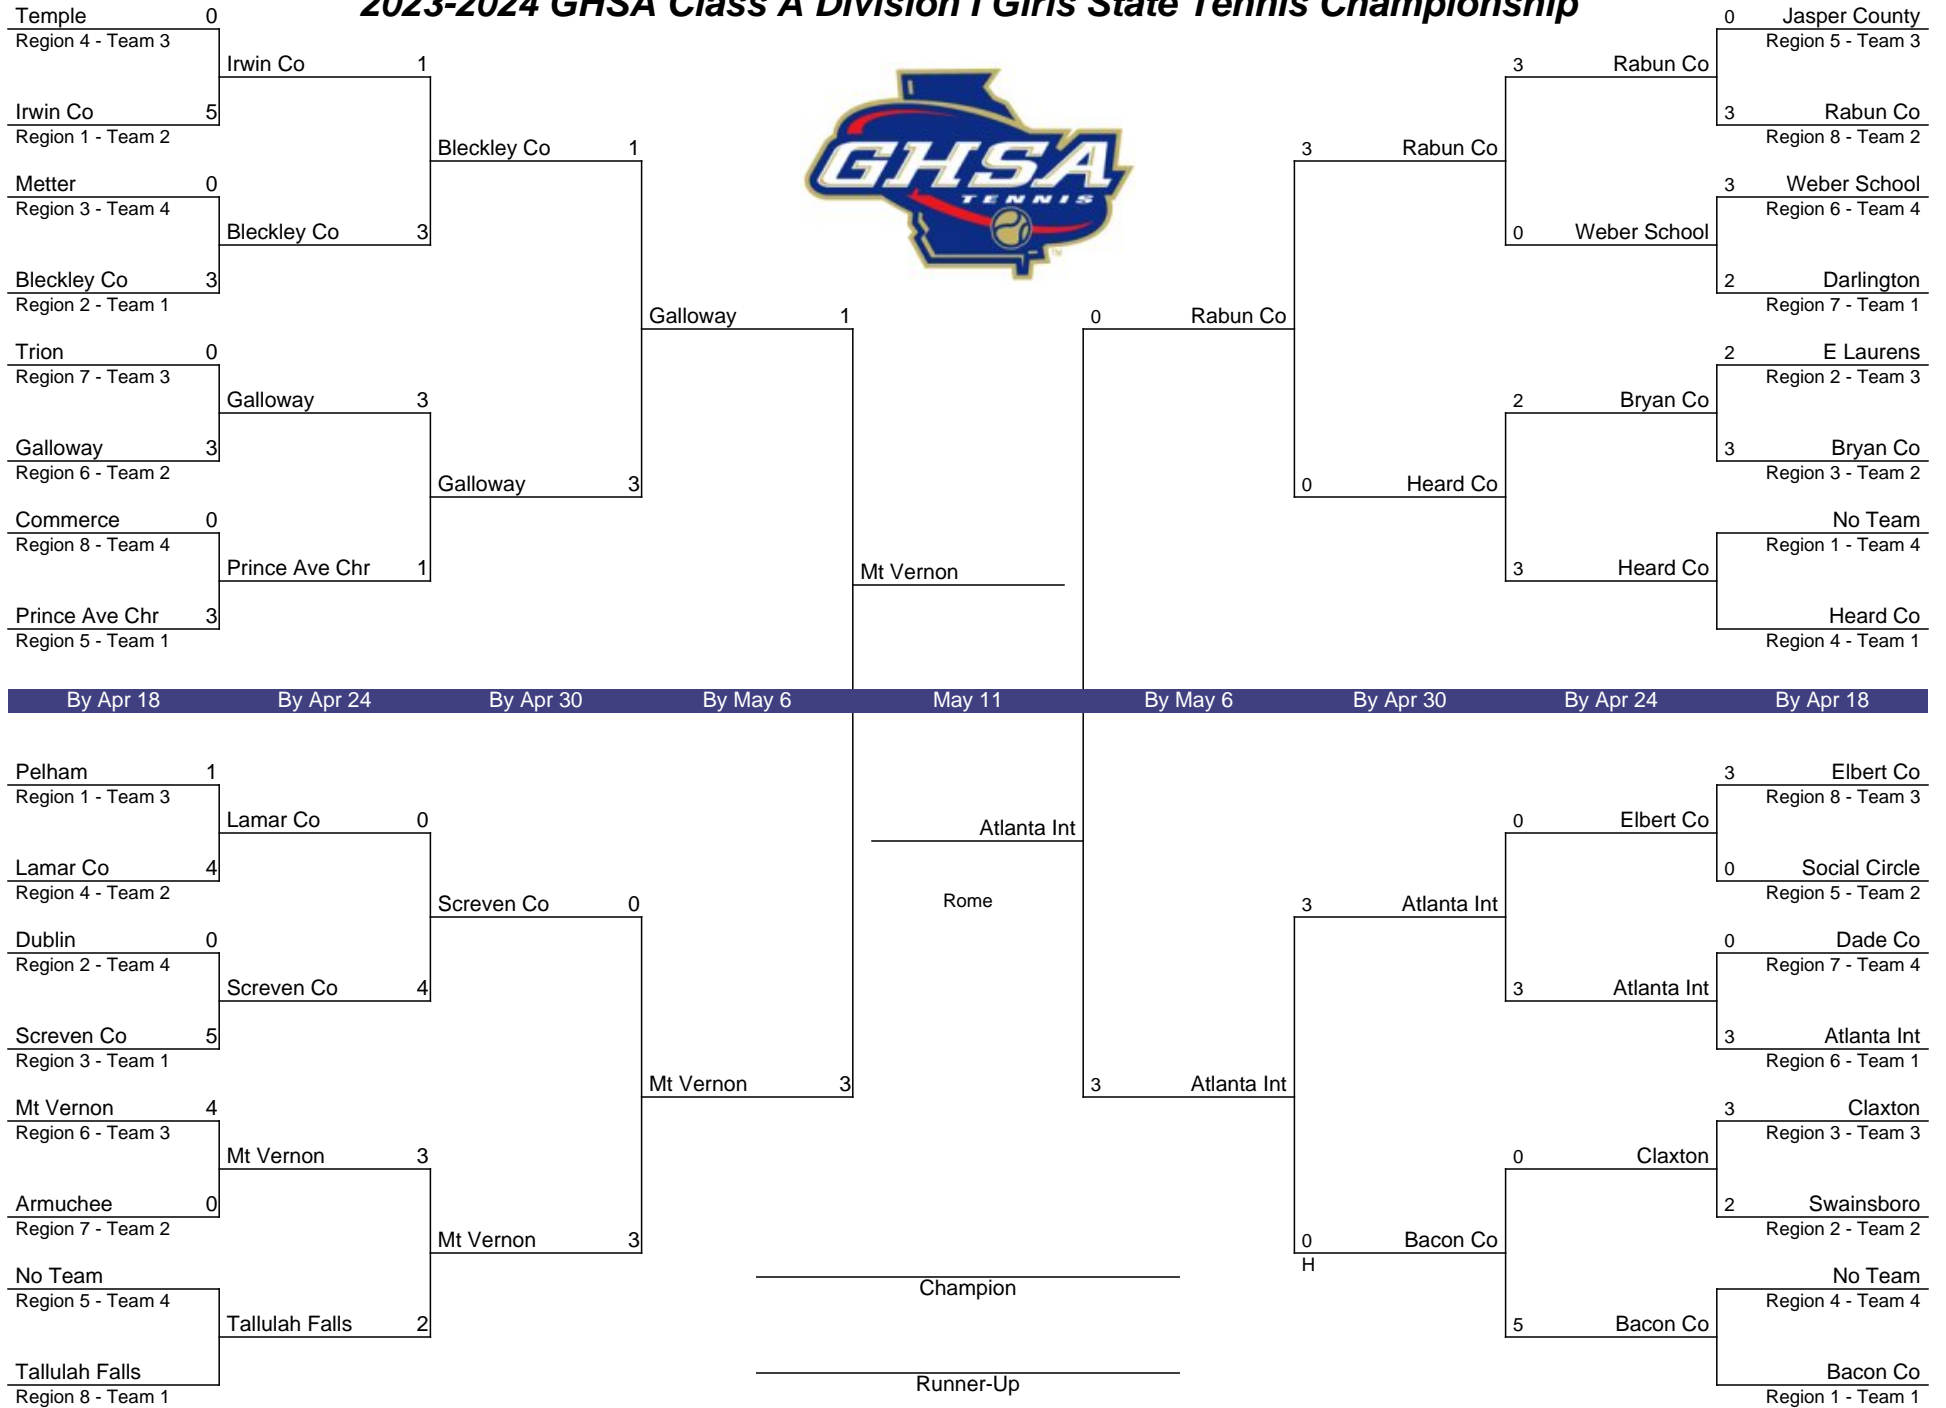 2023-2024 GHSA Class A Division I Girls State Tennis Championship
Temple 0
Region 4 - Team 3
Irwin Co 5
Region 1 - Team 2
Metter 0
Region 3 - Team 4
Bleckley Co 3
Region 2 - Team 1
Trion 0
Region 7 - Team 3
Galloway 3
Region 6 - Team 2
Commerce 0
Region 8 - Team 4
Prince Ave Chr 3
Region 5 - Team 1
Irwin Co 1
Bleckley Co 3
Galloway 3
Prince Ave Chr 1
Bleckley Co 1
Galloway 3
Galloway 1
Mt Vernon
GHSA
TENNIS
TM
0 Rabun Co
3 Rabun Co
0 Heard Co
3 Rabun Co
0 Weber School
2 Bryan Co
3 Heard Co
0 Jasper County
Region 5 - Team 3
3 Rabun Co
Region 8 - Team 2
3 Weber School
Region 6 - Team 4
2 Darlington
Region 7 - Team 1
2 E Laurens
Region 2 - Team 3
3 Bryan Co
Region 3 - Team 2
No Team
Region 1 - Team 4
Heard Co
Region 4 - Team 1
By Apr 18 By Apr 24 By Apr 30 By May 6 May 11 By May 6 By Apr 30 By Apr 24 By Apr 18
Pelham 1
Region 1 - Team 3
Lamar Co 4
Region 4 - Team 2
Dublin 0
Region 2 - Team 4
Screven Co 5
Region 3 - Team 1
Mt Vernon 4
Region 6 - Team 3
Armuchee 0
Region 7 - Team 2
No Team
Region 5 - Team 4
Tallulah Falls
Region 8 - Team 1
Lamar Co 0
Screven Co 4
Mt Vernon 3
Tallulah Falls 2
Screven Co 0
Mt Vernon 3
Mt Vernon 3
Atlanta Int
Rome
Champion
Runner-Up
3 Atlanta Int
3 Atlanta Int
0 Bacon Co
H
0 Elbert Co
3 Atlanta Int
0 Claxton
5 Bacon Co
3 Elbert Co
Region 8 - Team 3
0 Social Circle
Region 5 - Team 2
0 Dade Co
Region 7 - Team 4
3 Atlanta Int
Region 6 - Team 1
3 Claxton
Region 3 - Team 3
2 Swainsboro
Region 2 - Team 2
No Team
Region 4 - Team 4
Bacon Co
Region 1 - Team 1